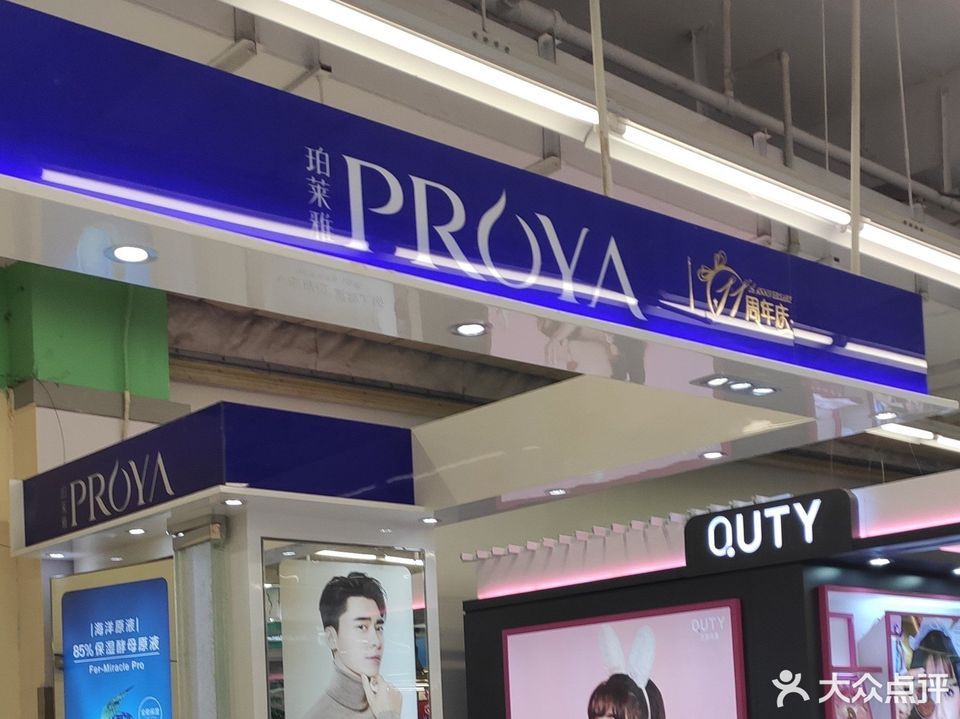 珀莱雅
PROYA
11
周年庆
PROYA
QUTY
QUTY
|海洋原液|
85%保湿酵母原液
Fer-Miracle Pro
大众点评